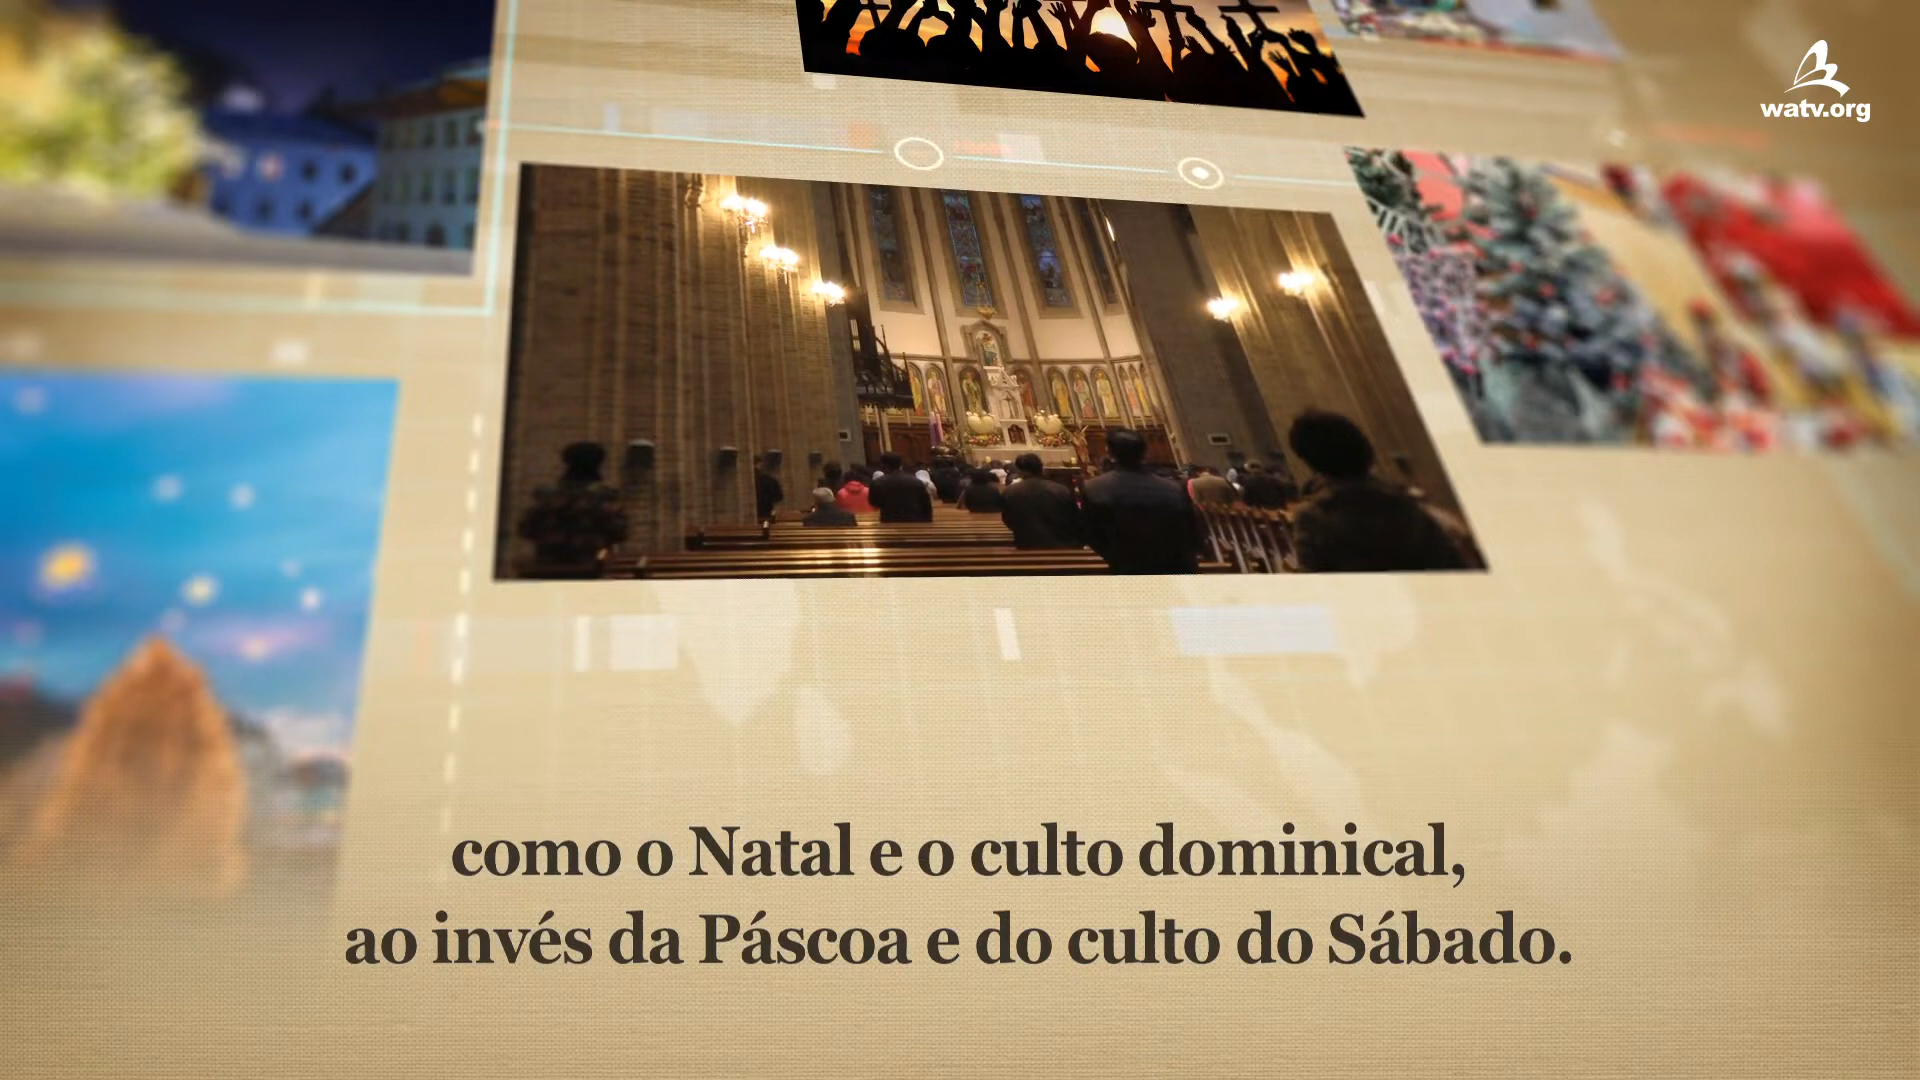 watv.org
como o Natal e o culto dominical,
ao invés da Páscoa e do culto do Sábado.